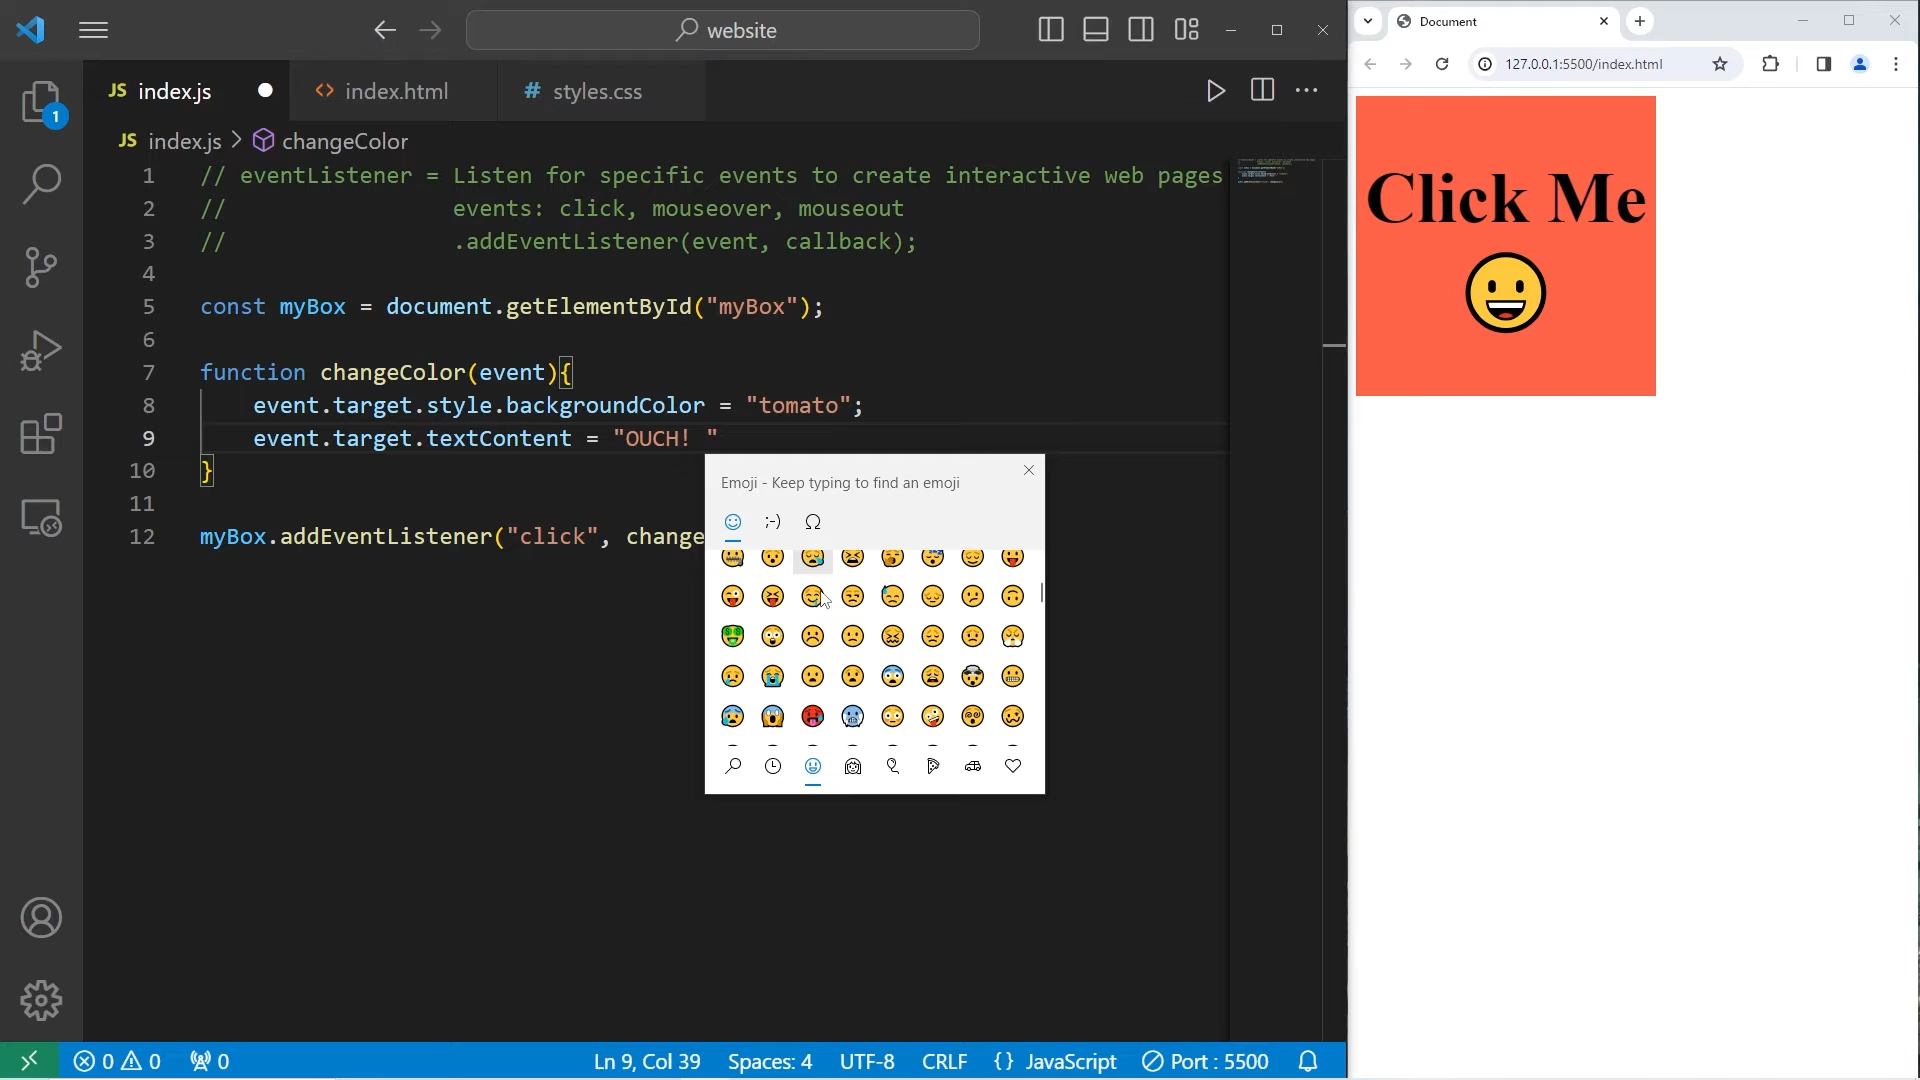 website
JS index.js
<> index.html
# styles.css
JS index.js > changeColor
1
1 // eventListener = Listen for specific events to create interactive web pages
2 // events: click, mouseover, mouseout
3 // .addEventListener(event, callback);
4
5 const myBox = document.getElementById("myBox");
6
7 function changeColor(event){
8 event.target.style.backgroundColor = "tomato";
9 event.target.textContent = "OUCH! "
10 }
11
12 myBox.addEventListener("click", change
Emoji - Keep typing to find an emoji
;-)
Ω
0 0 0
Ln 9, Col 39
Spaces: 4
UTF-8
CRLF
{ } JavaScript
Port : 5500
Document
127.0.0.1:5500/index.html
Click Me
😀